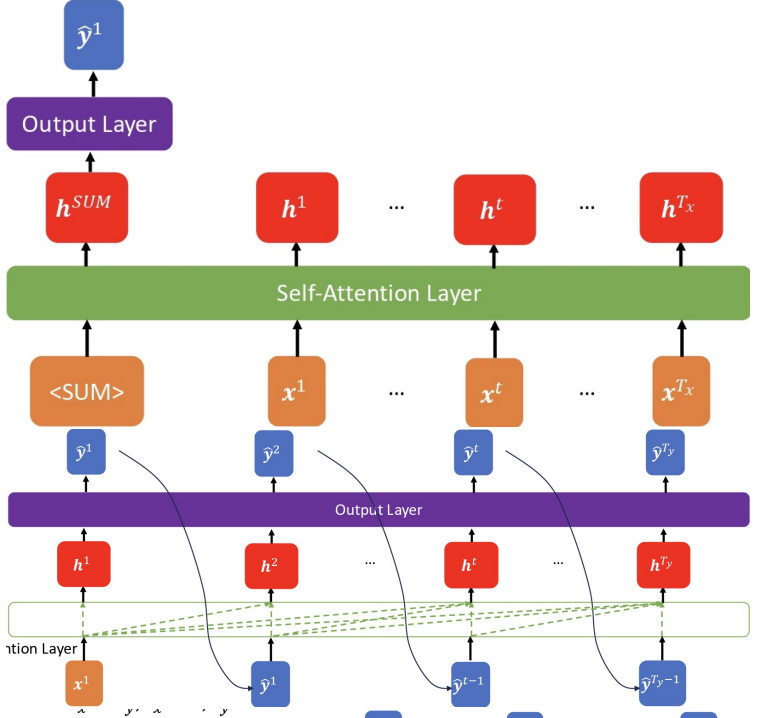 ŷ¹
Output Layer
h^SUM h¹ ... h^t ... h^{T_x}
Self-Attention Layer
<SUM> x¹ ... x^t ... x^{T_x}
ŷ¹ ŷ² ŷ^t ŷ^{T_y}
Output Layer
h¹ h² ... h^t ... h^{T_y}
ntion Layer
x¹ ŷ¹ ŷ^{t-1} ŷ^{T_y-1}